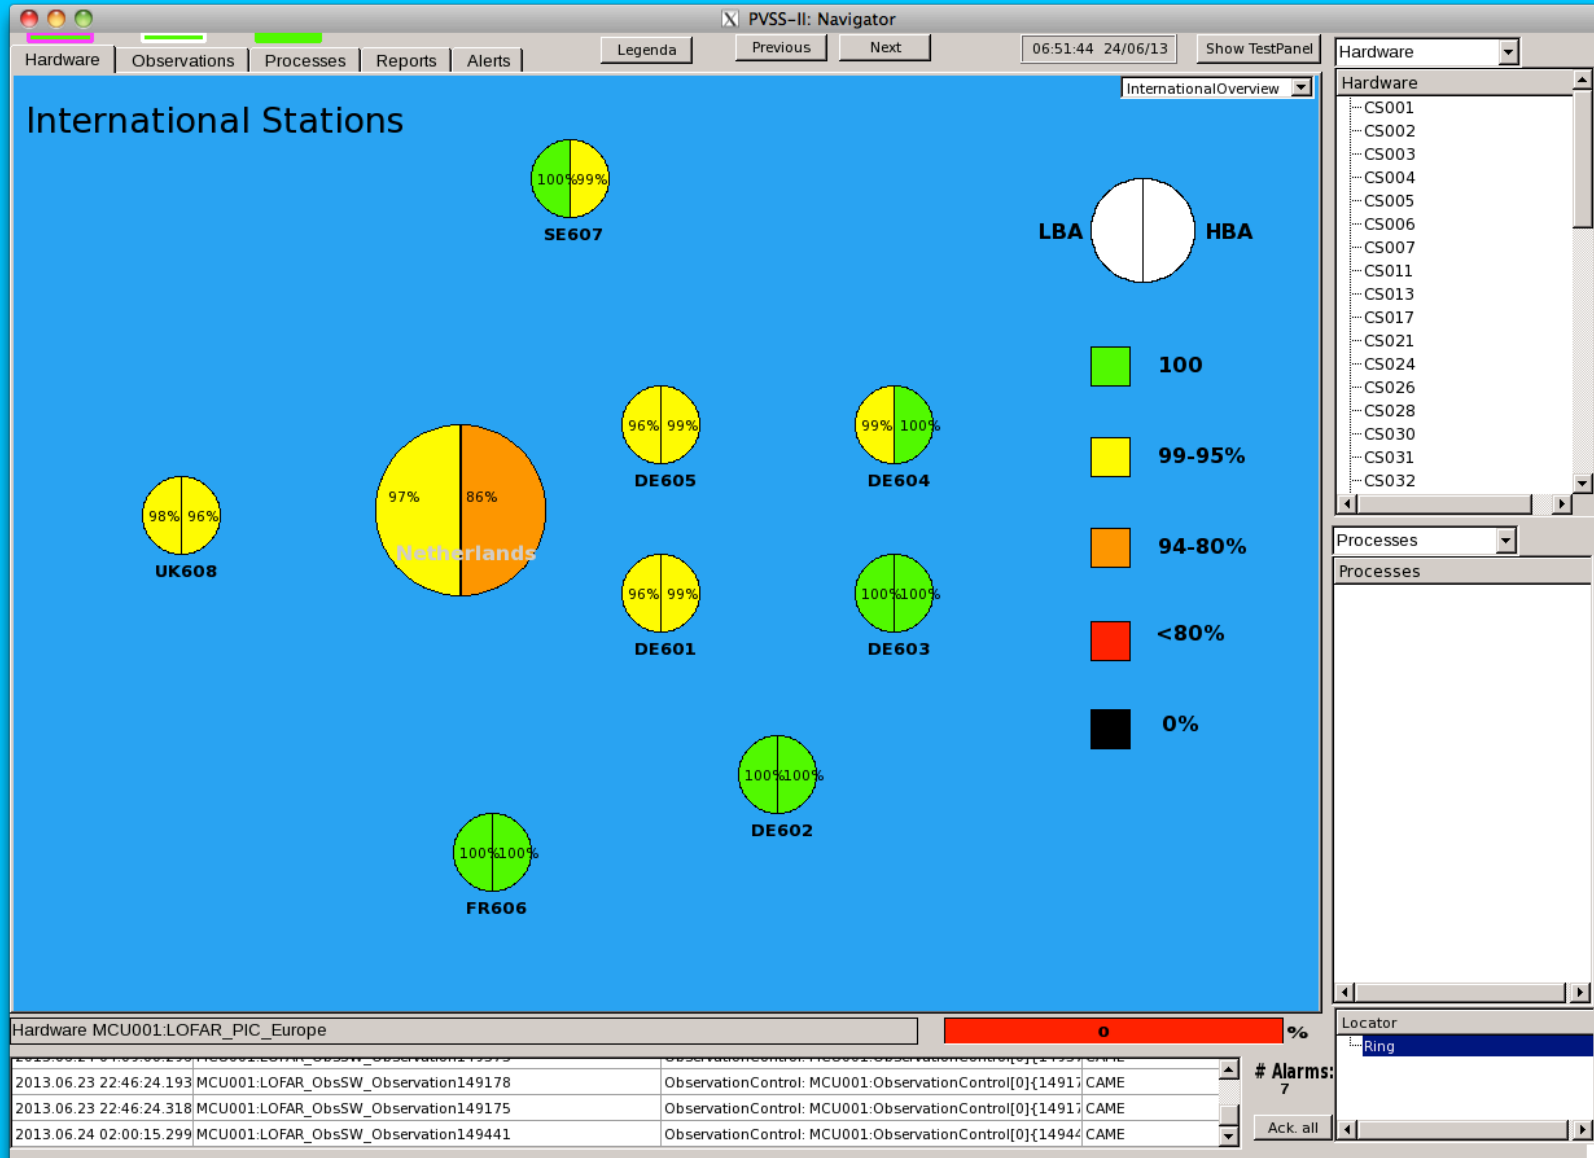 PVSS-II: Navigator
Hardware Observations Processes Reports Alerts
Legenda Previous Next 06:51:44 24/06/13 Show TestPanel
InternationalOverview
International Stations
100% 99%
SE607
LBA HBA
100
99-95%
94-80%
<80%
0%
96% 99%
DE605
99% 100%
DE604
98% 96%
UK608
97% 86%
Netherlands
96% 99%
DE601
100% 100%
DE603
100% 100%
DE602
100% 100%
FR606
Hardware
Hardware
CS001
CS002
CS003
CS004
CS005
CS006
CS007
CS011
CS013
CS017
CS021
CS024
CS026
CS028
CS030
CS031
CS032
Processes
Processes
Locator
Ring
Hardware MCU001:LOFAR_PIC_Europe
0 %
2013.06.23 22:46:24.193 MCU001:LOFAR_ObsSW_Observation149178 ObservationControl: MCU001:ObservationControl[0]{1491 CAME
2013.06.23 22:46:24.318 MCU001:LOFAR_ObsSW_Observation149175 ObservationControl: MCU001:ObservationControl[0]{1491 CAME
2013.06.24 02:00:15.299 MCU001:LOFAR_ObsSW_Observation149441 ObservationControl: MCU001:ObservationControl[0]{1494 CAME
# Alarms:
7
Ack. all